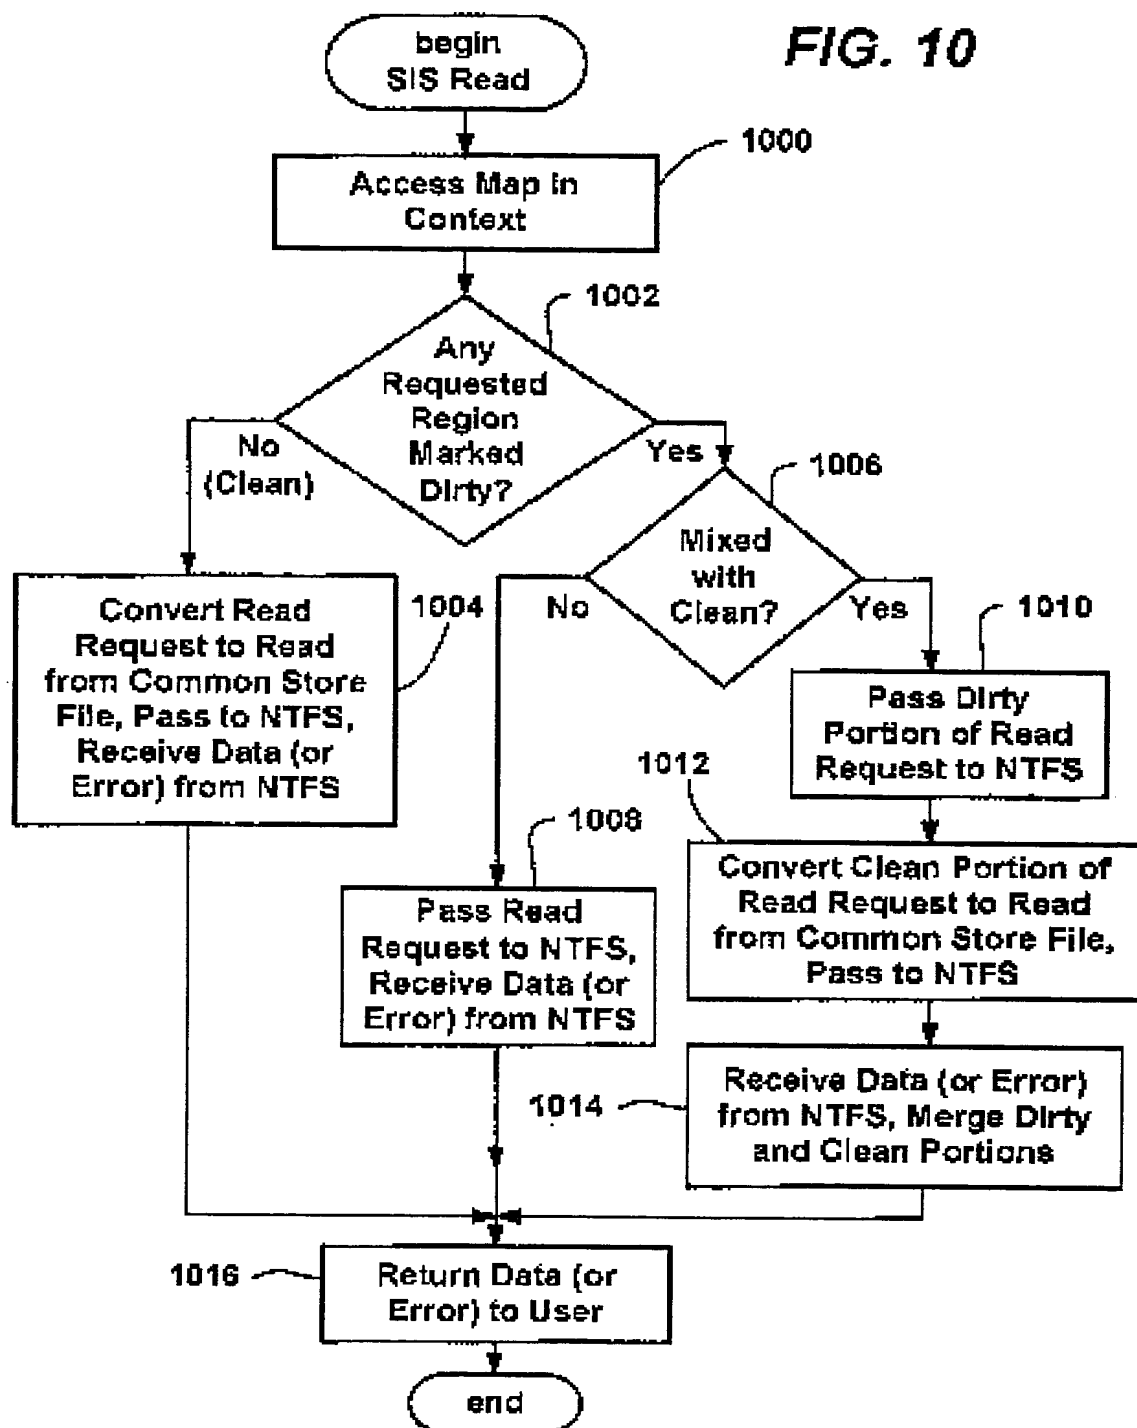 FIG. 10
begin
SIS Read
1000
Access Map in
Context
1002
Any
Requested
Region
Marked
Dirty?
No
(Clean)
Yes
1006
Mixed
with
Clean?
No
Yes
1004
Convert Read
Request to Read
from Common Store
File, Pass to NTFS,
Receive Data (or
Error) from NTFS
1010
Pass Dirty
Portion of Read
Request to NTFS
1012
Convert Clean Portion of
Read Request to Read
from Common Store File,
Pass to NTFS
1008
Pass Read
Request to NTFS,
Receive Data (or
Error) from NTFS
1014
Receive Data (or Error)
from NTFS, Merge Dirty
and Clean Portions
1016
Return Data (or
Error) to User
end